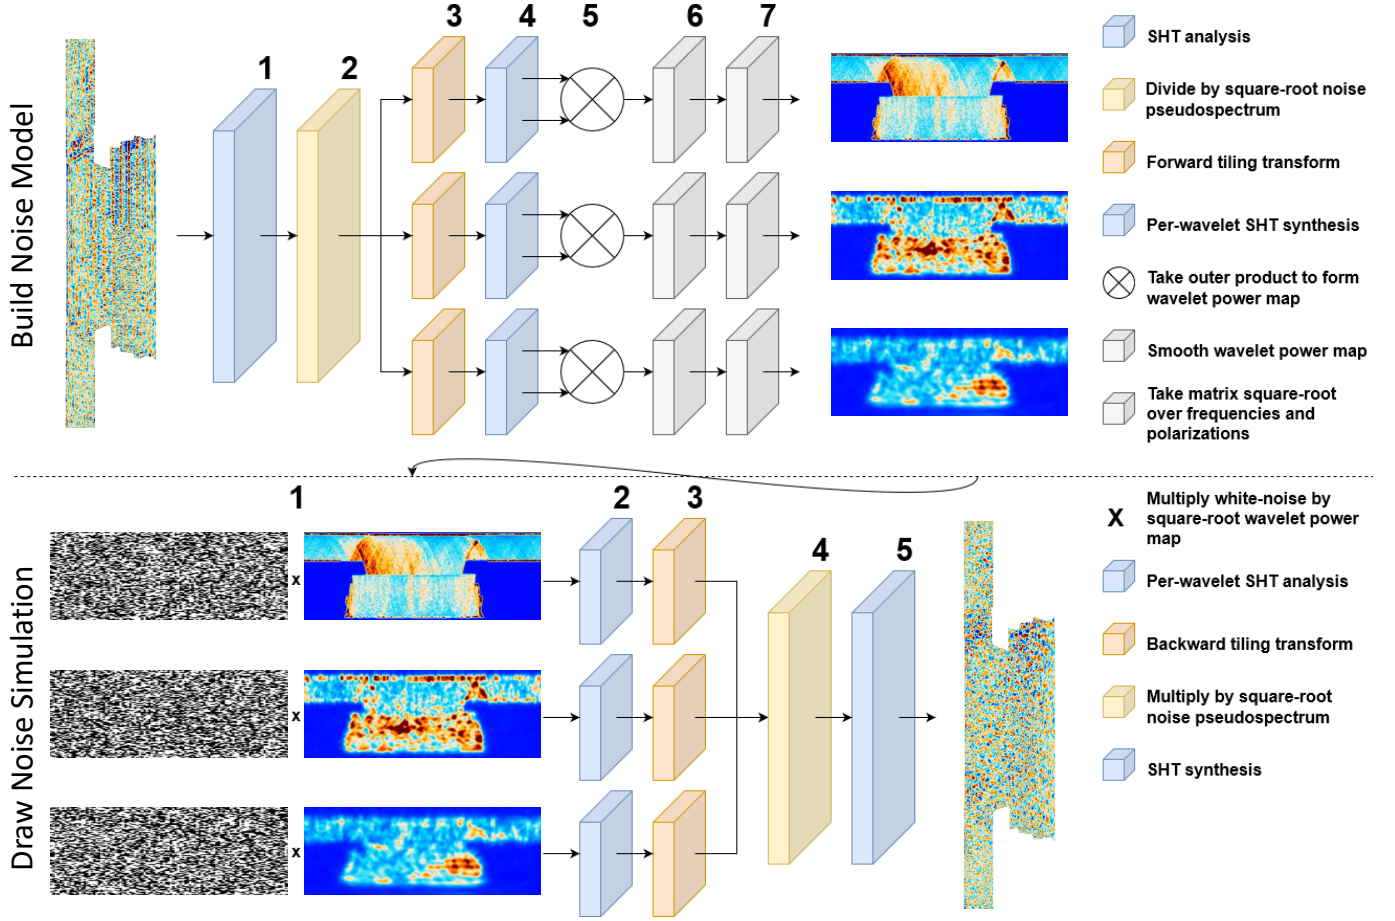 Build Noise Model
1
2
3
4
5
6
7
SHT analysis
Divide by square-root noise
pseudospectrum
Forward tiling transform
Per-wavelet SHT synthesis
Take outer product to form
wavelet power map
Smooth wavelet power map
Take matrix square-root
over frequencies and
polarizations
Draw Noise Simulation
1
2
3
4
5
x
x
x
X
Multiply white-noise by
square-root wavelet power
map
Per-wavelet SHT analysis
Backward tiling transform
Multiply by square-root
noise pseudospectrum
SHT synthesis